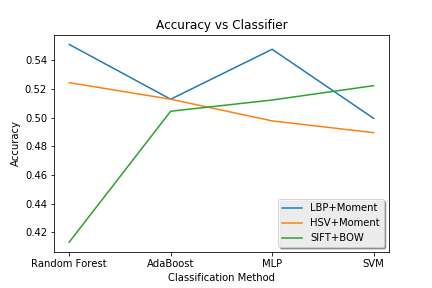 Accuracy vs Classifier
Accuracy
0.54
0.52
0.50
0.48
0.46
0.44
0.42
LBP+Moment
HSV+Moment
SIFT+BOW
Random Forest AdaBoost MLP SVM
Classification Method